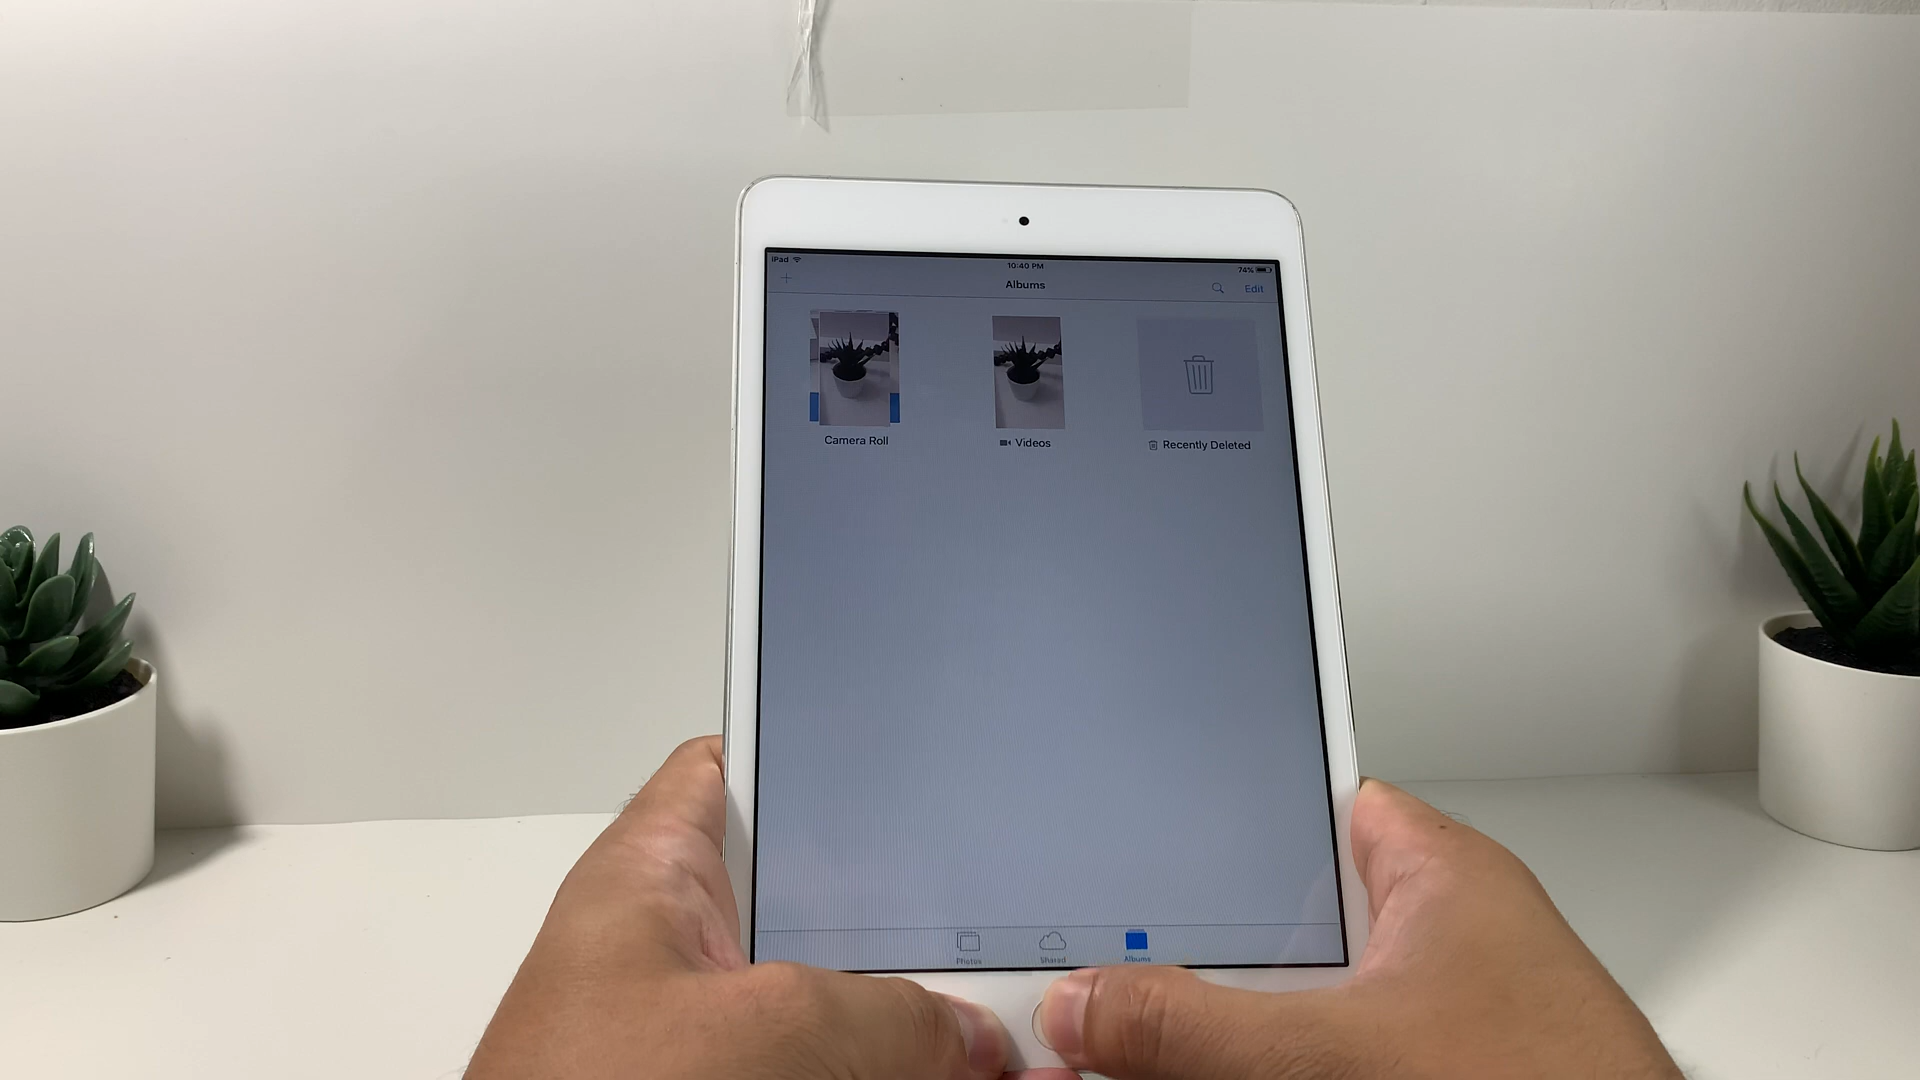 iPad
10:40 PM
74%
Albums
Edit
Camera Roll
Videos
Recently Deleted
Photos
Shared
Albums